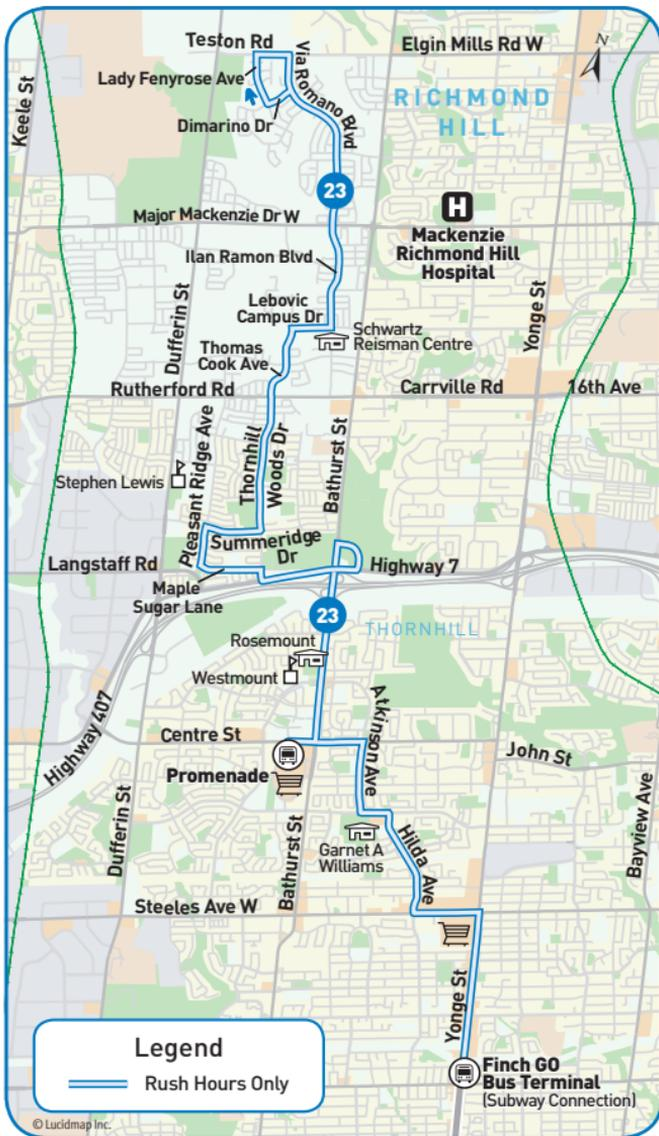 Teston Rd
Elgin Mills Rd W
N
Lady Fenyrose Ave
Via Romano Blvd
Keele St
RICHMOND
HILL
Dimarino Dr
23
H
Major Mackenzie Dr W
Mackenzie
Richmond Hill
Hospital
Ilan Ramon Blvd
Dufferin St
Yonge St
Lebovic
Campus Dr
Schwartz
Reisman Centre
Thomas
Cook Ave
Rutherford Rd
Carrville Rd
16th Ave
Pleasant Ridge Ave
Thornhill
Woods Dr
Bathurst St
Stephen Lewis
Summeridge
Dr
Langstaff Rd
Highway 7
Maple
Sugar Lane
23
THORNHILL
Rosemount
Westmount
Atkinson Ave
Highway 407
Centre St
John St
Promenade
Dufferin St
Bathurst St
Bayview Ave
Garnet A
Williams
Hilda Ave
Steeles Ave W
Yonge St
Legend
Rush Hours Only
Finch GO
Bus Terminal
(Subway Connection)
© Lucidmap Inc.